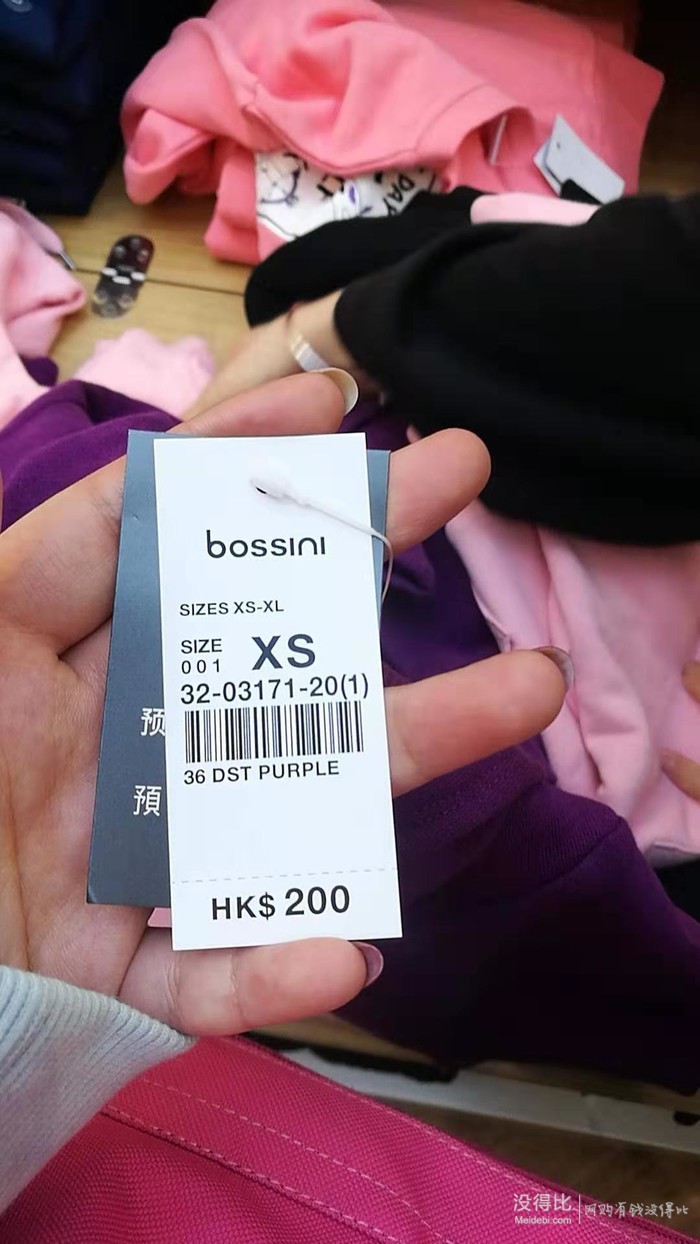 bossini
SIZES XS-XL
SIZE
001
XS
32-03171-20(1)
36 DST PURPLE
HK$ 200
预
預
没得比
Meidebi.com
网购有钱没得比